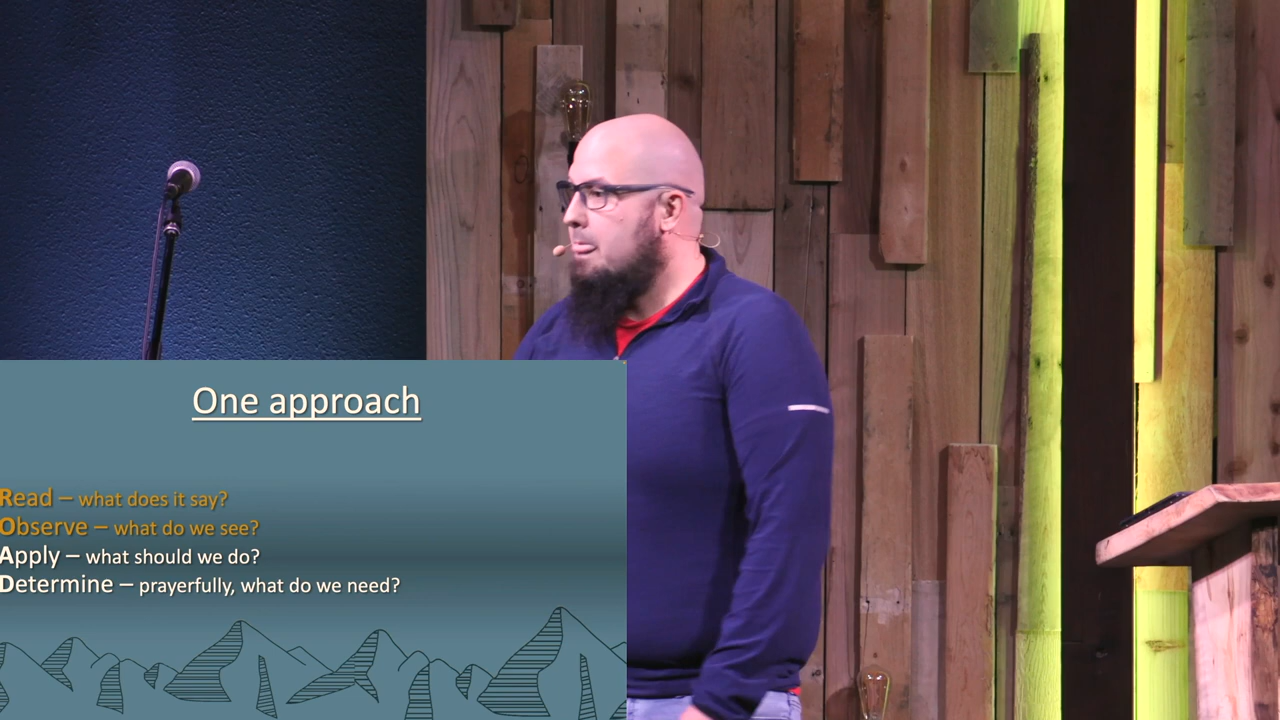 One approach
Read – what does it say?
Observe – what do we see?
Apply – what should we do?
Determine – prayerfully, what do we need?